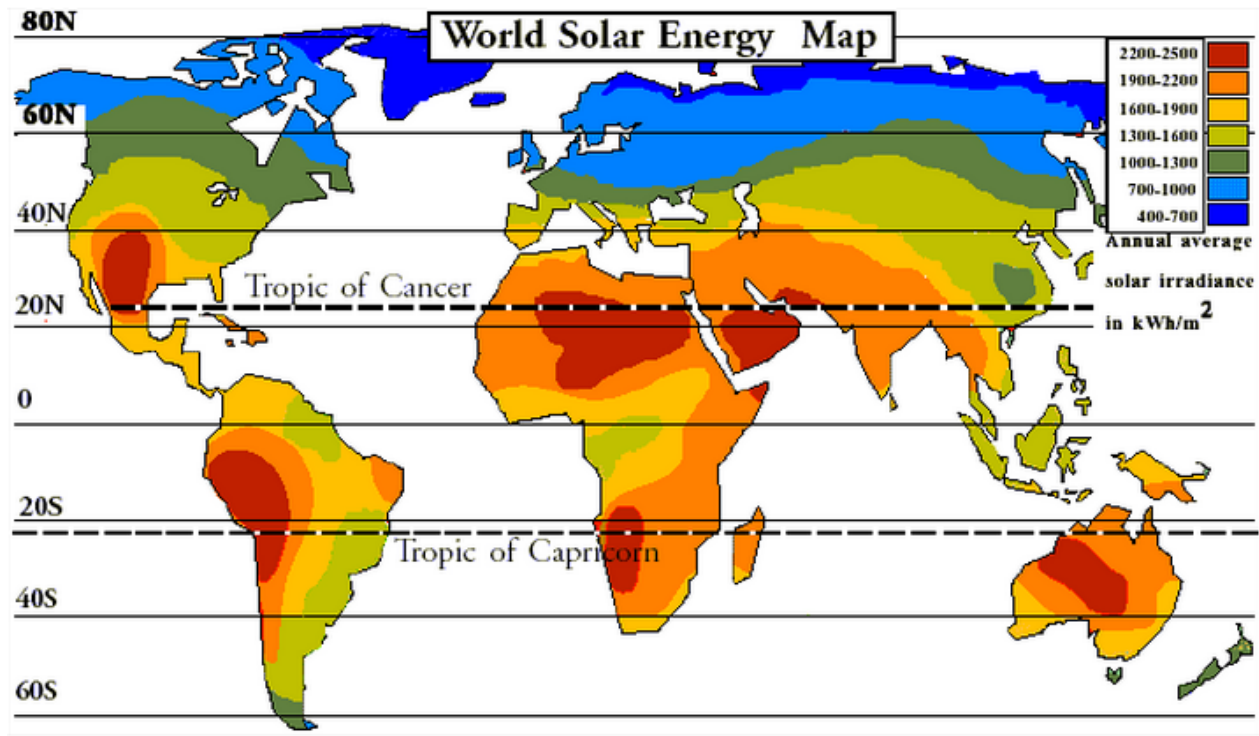 80N
World Solar Energy Map
2200-2500
1900-2200
1600-1900
1300-1600
1000-1300
700-1000
400-700
60N
40N
Annual average
solar irradiance
in kWh/m²
Tropic of Cancer
20N
0
20S
Tropic of Capricorn
40S
60S